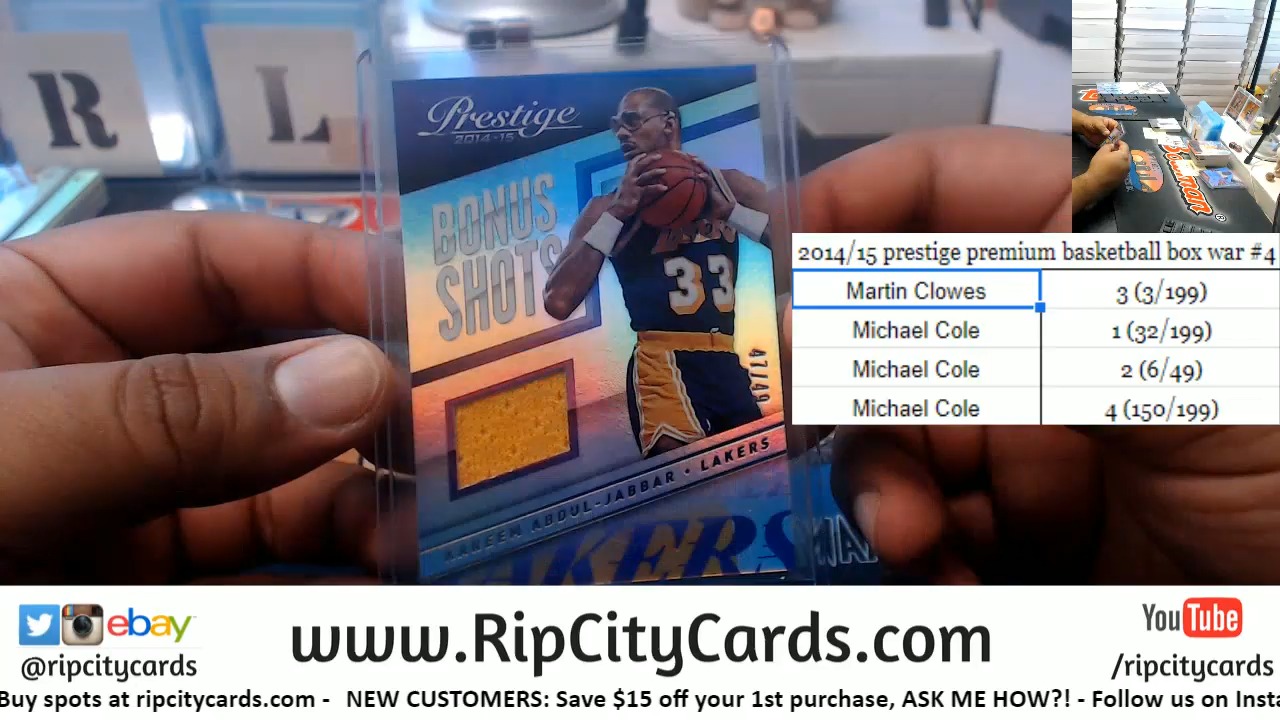 R L
Prestige
2014-15
BONUS
SHOTS
LAKERS
33
47/49
KAREEM ABDUL-JABBAR • LAKERS
AKERS
2014/15 prestige premium basketball box war #4
Martin Clowes 3 (3/199)
Michael Cole 1 (32/199)
Michael Cole 2 (6/49)
Michael Cole 4 (150/199)
ebay
@ripcitycards
www.RipCityCards.com
YouTube
/ripcitycards
Buy spots at ripcitycards.com - NEW CUSTOMERS: Save $15 off your 1st purchase, ASK ME HOW?! - Follow us on Insta